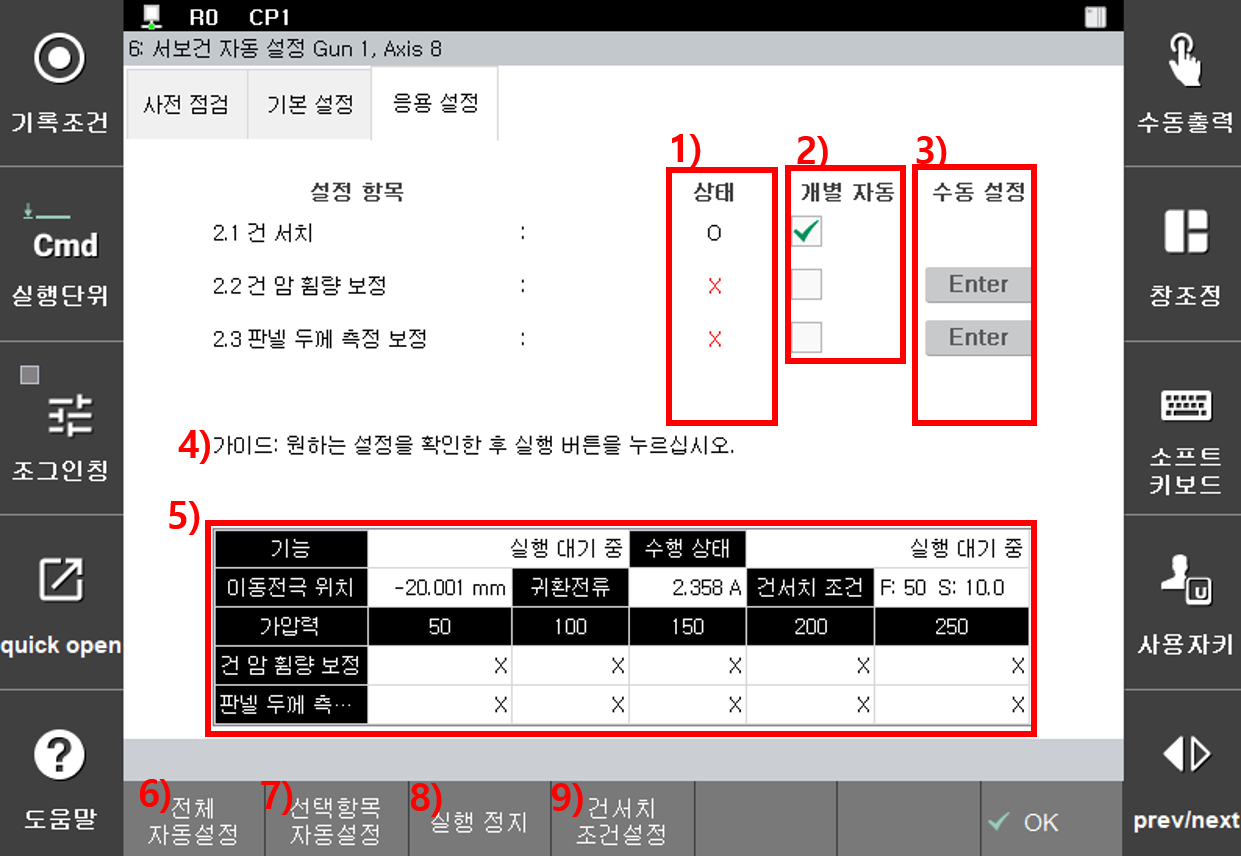 R0 CP1
6: 서보건 자동 설정 Gun 1, Axis 8
기록조건
Cmd
실행단위
조그인칭
quick open
도움말
사전 점검 기본 설정 응용 설정
1) 2) 3)
설정 항목 상태 개별 자동 수동 설정
2.1 건 서치 : O
2.2 건 암 휨량 보정 : X Enter
2.3 판넬 두께 측정 보정 : X Enter
4) 가이드: 원하는 설정을 확인한 후 실행 버튼을 누르십시오.
5)
기능 실행 대기 중 수행 상태 실행 대기 중
이동전극 위치 -20.001 mm 귀환전류 2.358 A 건서치 조건 F: 50 S: 10.0
가압력 50 100 150 200 250
건 암 휨량 보정 X X X X X
판넬 두께 측… X X X X X
6) 전체
자동설정
7) 선택항목
자동설정
8) 실행 정지
9) 건서치
조건설정
OK
수동출력
창조정
소프트
키보드
U
사용자키
prev/next